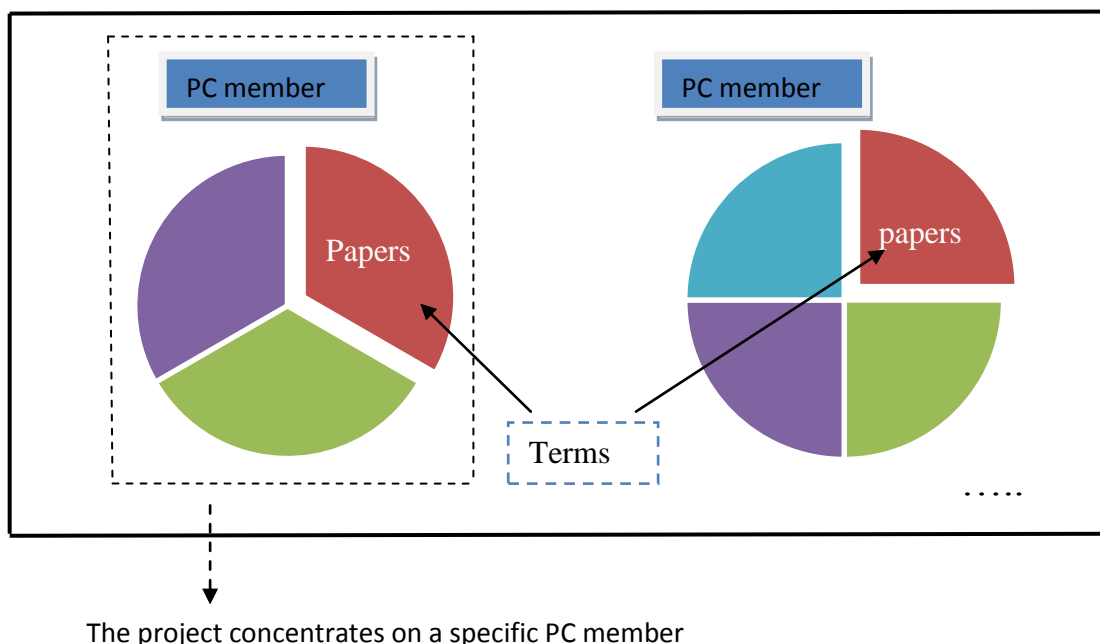 PC member
PC member
Papers
papers
Terms
.....
The project concentrates on a specific PC member